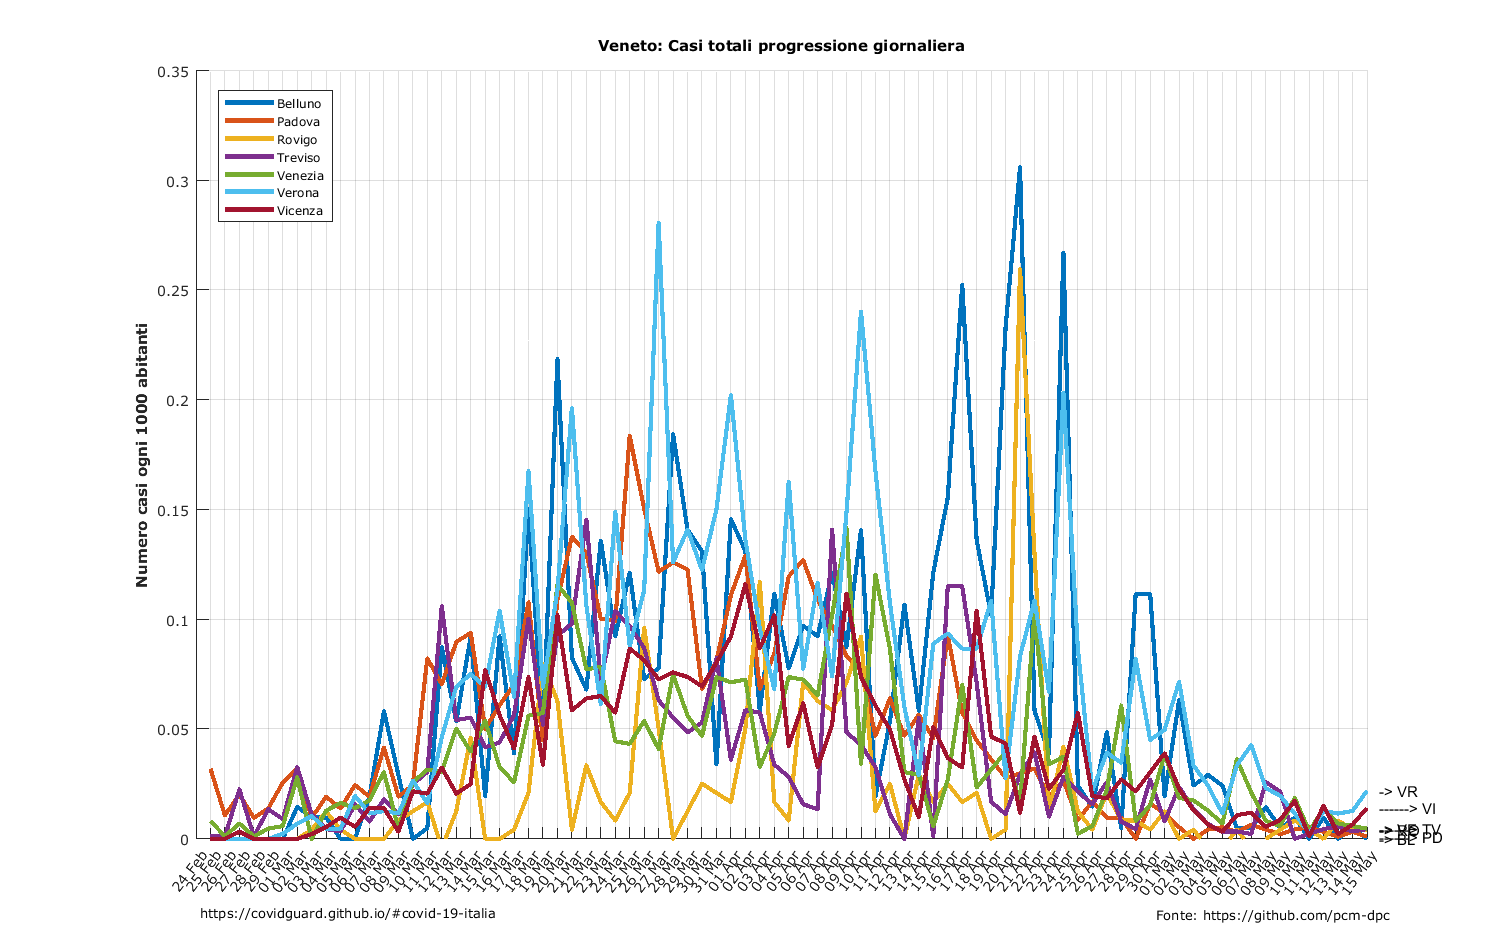 Veneto: Casi totali progressione giornaliera
Numero casi ogni 1000 abitanti
0.35
0.3
0.25
0.2
0.15
0.1
0.05
0
Belluno
Padova
Rovigo
Treviso
Venezia
Verona
Vicenza
-> VR
------> VI
TV
PD
-> BL
24 Feb
25 Feb
26 Feb
27 Feb
28 Feb
01 Mar
02 Mar
03 Mar
04 Mar
05 Mar
06 Mar
07 Mar
08 Mar
09 Mar
10 Mar
11 Mar
12 Mar
13 Mar
14 Mar
15 Mar
16 Mar
17 Mar
18 Mar
19 Mar
20 Mar
21 Mar
22 Mar
23 Mar
24 Mar
25 Mar
26 Mar
27 Mar
28 Mar
29 Mar
30 Mar
31 Mar
01 Apr
02 Apr
03 Apr
04 Apr
05 Apr
06 Apr
07 Apr
08 Apr
09 Apr
10 Apr
11 Apr
12 Apr
13 Apr
14 Apr
15 Apr
16 Apr
17 Apr
18 Apr
19 Apr
20 Apr
21 Apr
22 Apr
23 Apr
24 Apr
25 Apr
26 Apr
27 Apr
28 Apr
29 Apr
30 Apr
01 May
02 May
03 May
04 May
05 May
06 May
07 May
08 May
09 May
10 May
11 May
12 May
13 May
14 May
15 May
https://covidguard.github.io/#covid-19-italia
Fonte: https://github.com/pcm-dpc